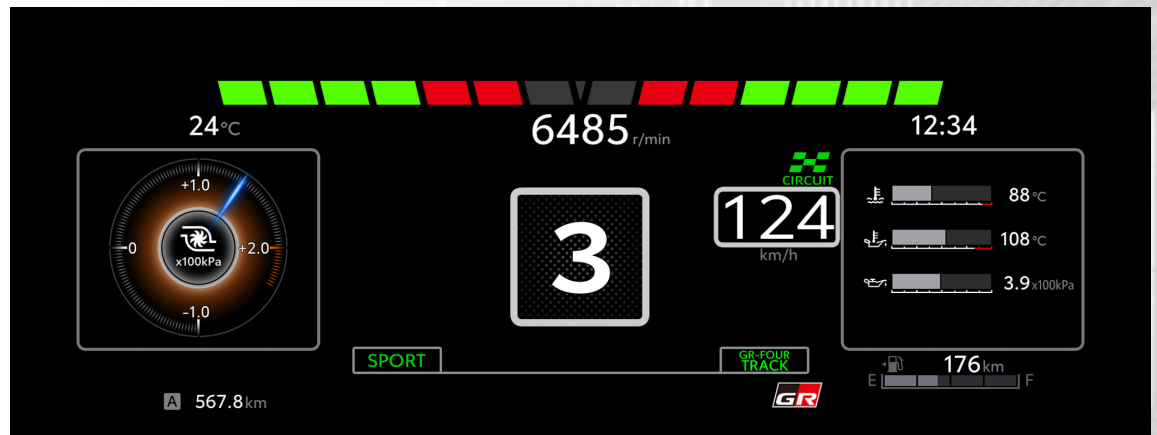 24°C
6485 r/min
12:34
+1.0
0
x100kPa
+2.0
-1.0
3
CIRCUIT
124
km/h
88 °C
108 °C
3.9 x100kPa
SPORT
GR-FOUR
TRACK
176 km
E F
GR
A 567.8 km